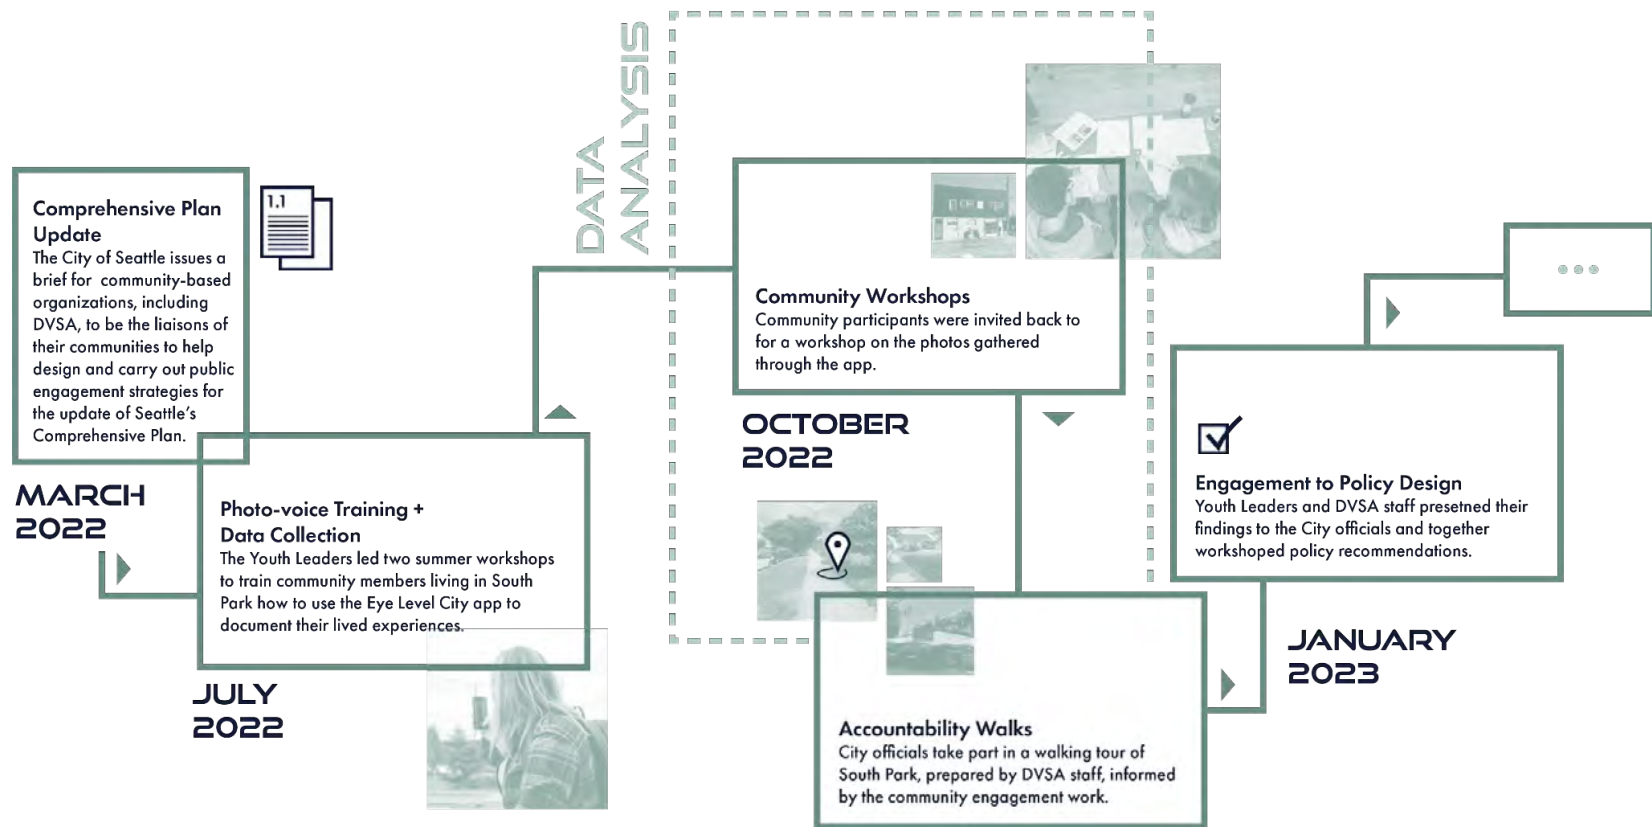 Comprehensive Plan
Update
The City of Seattle issues a
brief for community-based
organizations, including
DVSA, to be the liaisons of
their communities to help
design and carry out public
engagement strategies for
the update of Seattle's
Comprehensive Plan.
1.1
MARCH
2022
Photo-voice Training +
Data Collection
The Youth Leaders led two summer workshops
to train community members living in South
Park how to use the Eye Level City app to
document their lived experiences.
JULY
2022
DATA
ANALYSIS
Community Workshops
Community participants were invited back to
for a workshop on the photos gathered
through the app.
OCTOBER
2022
Accountability Walks
City officials take part in a walking tour of
South Park, prepared by DVSA staff, informed
by the community engagement work.
Engagement to Policy Design
Youth Leaders and DVSA staff presetned their
findings to the City officials and together
workshoped policy recommendations.
JANUARY
2023
...